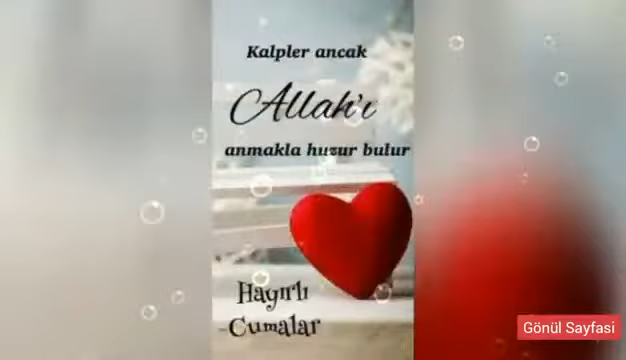 Kalpler ancak
Allah'ı
anmakla huzur bulur
Hayırlı
Cumalar
Gönül Sayfasi